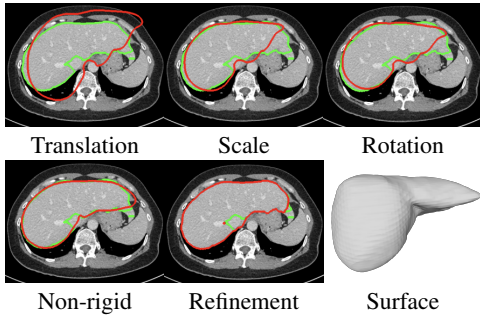 Translation Scale Rotation
Non-rigid Refinement Surface